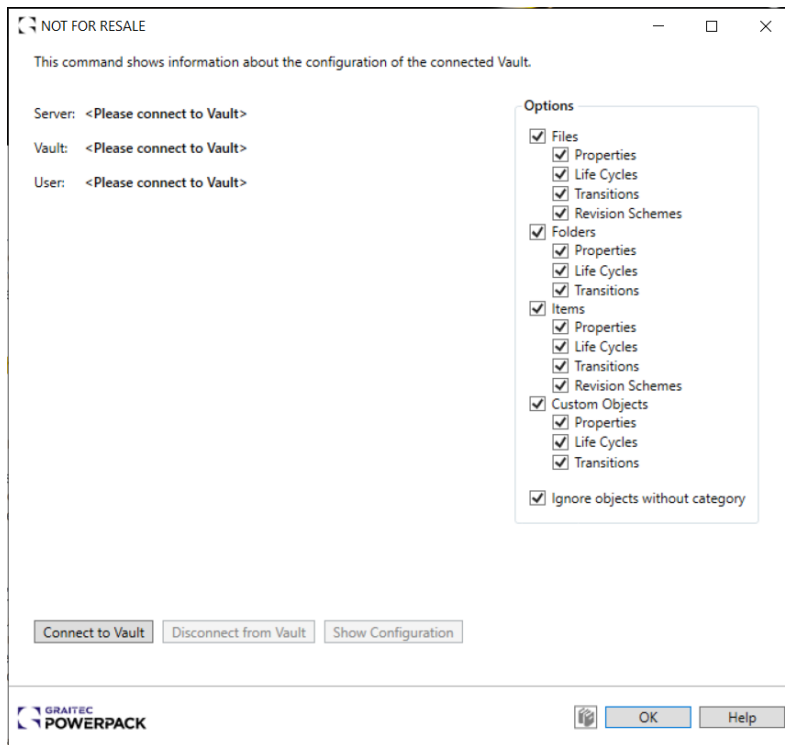 NOT FOR RESALE
This command shows information about the configuration of the connected Vault.
Server: <Please connect to Vault>
Vault: <Please connect to Vault>
User: <Please connect to Vault>
Options
Files
Properties
Life Cycles
Transitions
Revision Schemes
Folders
Properties
Life Cycles
Transitions
Items
Properties
Life Cycles
Transitions
Revision Schemes
Custom Objects
Properties
Life Cycles
Transitions
Ignore objects without category
Connect to Vault Disconnect from Vault Show Configuration
GRAITEC
POWERPACK
OK Help